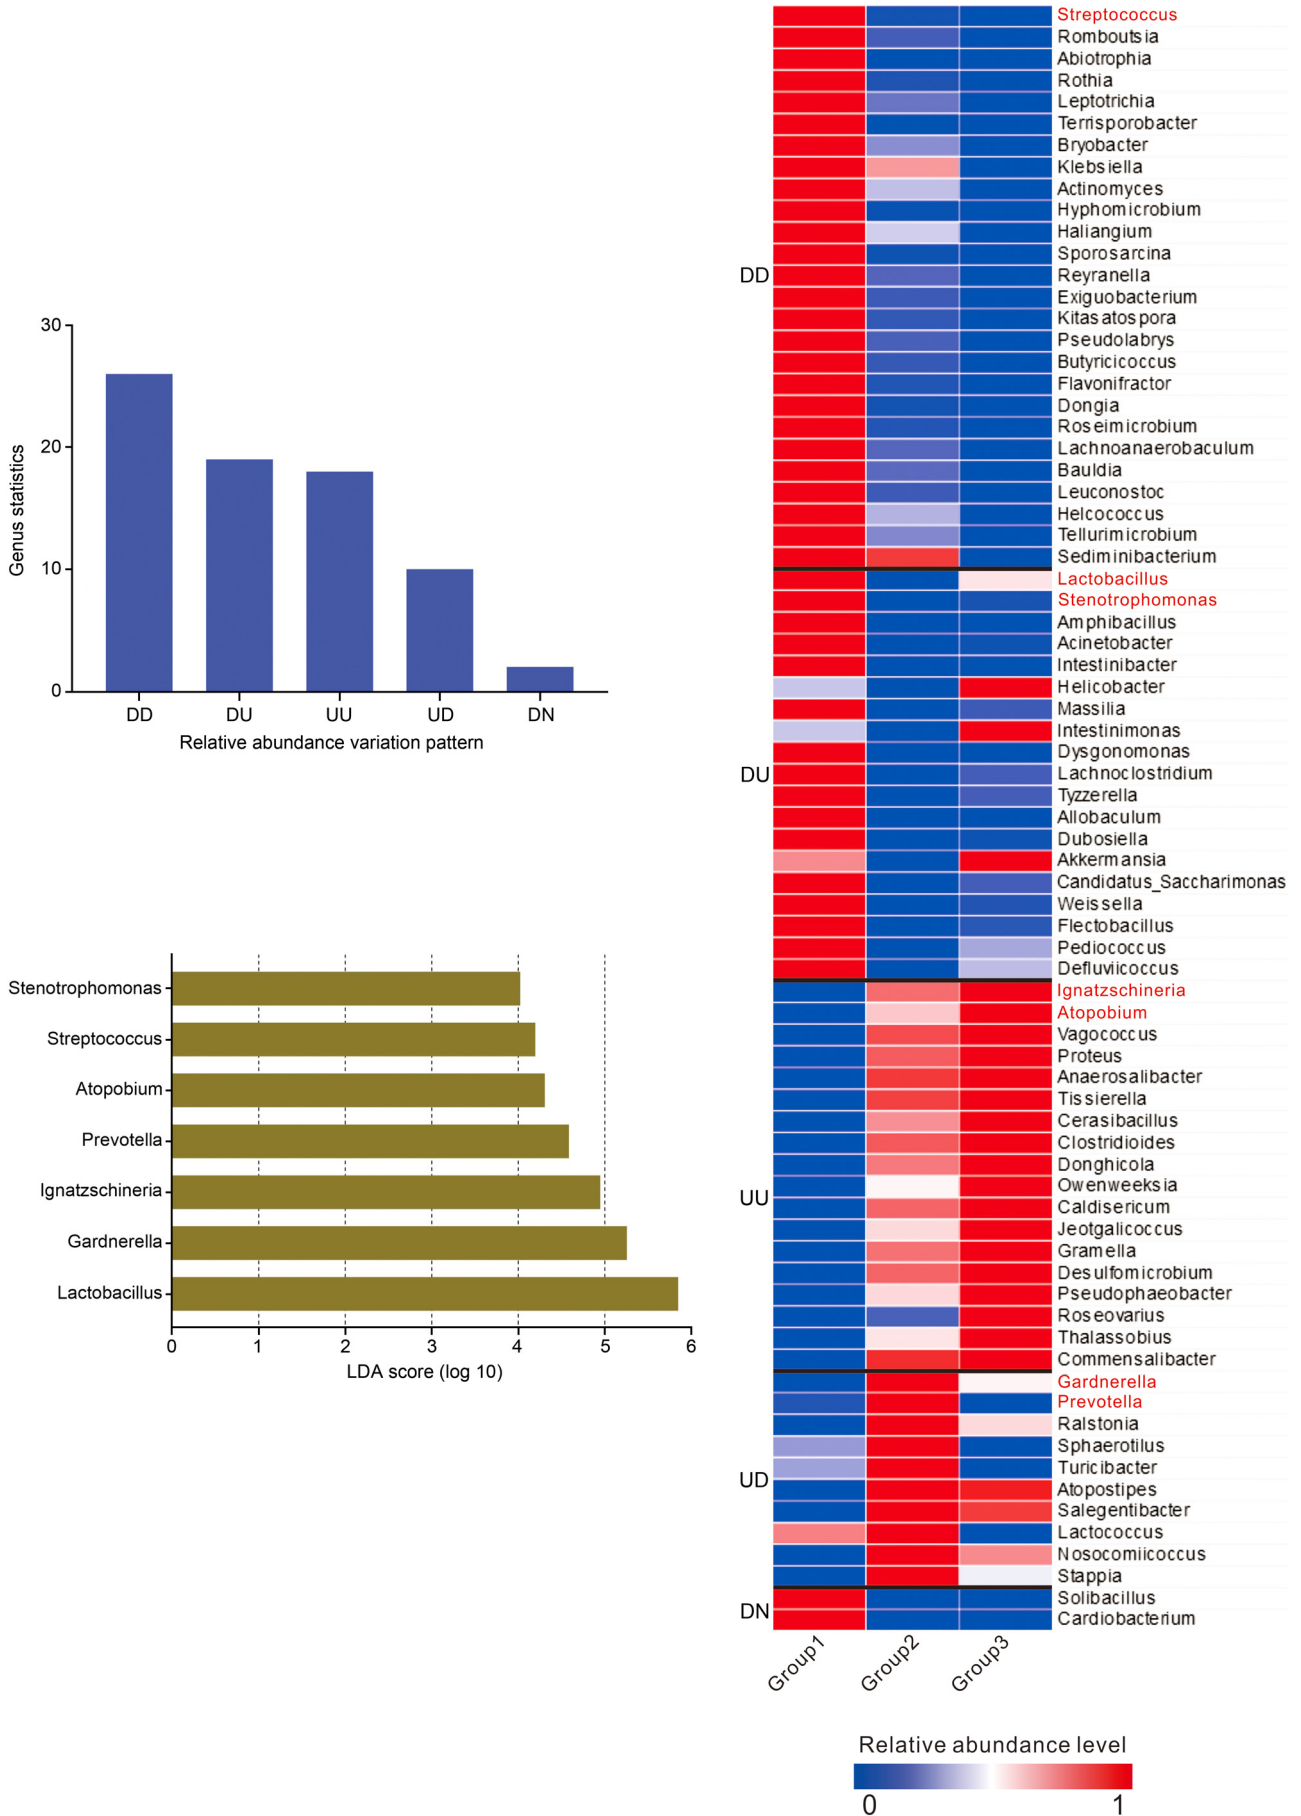 30
20
10
0
Genus statistics
DD
DU
UU
UD
DN
Relative abundance variation pattern
Stenotrophomonas
Streptococcus
Atopobium
Prevotella
Ignatzschineria
Gardnerella
Lactobacillus
0
1
2
3
4
5
6
LDA score (log 10)
DD
DU
UU
UD
DN
Streptococcus
Romboutsia
Abiotrophia
Rothia
Leptotrichia
Terrisporobacter
Bryobacter
Klebsiella
Actinomyces
Hyphomicrobium
Haliangium
Sporosarcina
Reyranella
Exiguobacterium
Kitasatospora
Pseudolabrys
Butyricicoccus
Flavonifractor
Dongia
Roseimicrobium
Lachnoanaerobaculum
Bauldia
Leuconostoc
Helcococcus
Tellurimicrobium
Sediminibacterium
Lactobacillus
Stenotrophomonas
Amphibacillus
Acinetobacter
Intestinibacter
Helicobacter
Massilia
Intestinimonas
Dysgonomonas
Lachnoclostridium
Tyzzerella
Allobaculum
Dubosiella
Akkermansia
Candidatus_Saccharimonas
Weissella
Flectobacillus
Pediococcus
Defluviicoccus
Ignatzschineria
Atopobium
Vagococcus
Proteus
Anaerosalibacter
Tissierella
Cerasibacillus
Clostridioides
Donghicola
Owenweeksia
Caldisericum
Jeotgalicoccus
Gramella
Desulfomicrobium
Pseudophaeobacter
Roseovarius
Thalassobius
Commensalibacter
Gardnerella
Prevotella
Ralstonia
Sphaerotilus
Turicibacter
Atopostipes
Salegentibacter
Lactococcus
Nosocomiicoccus
Stappia
Solibacillus
Cardiobacterium
Group1
Group2
Group3
Relative abundance level
0
1